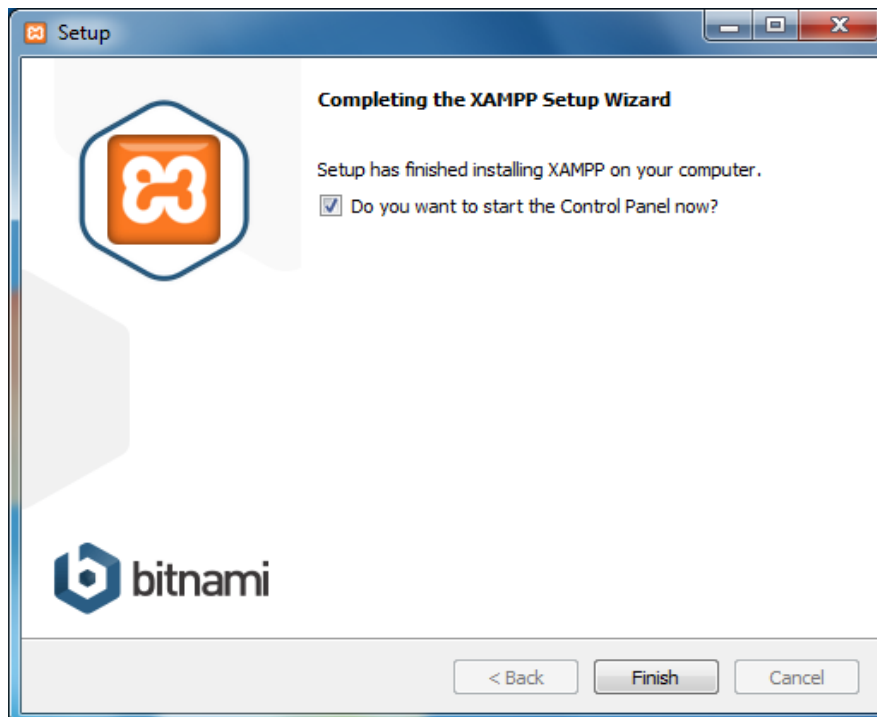 Setup
Completing the XAMPP Setup Wizard
Setup has finished installing XAMPP on your computer.
Do you want to start the Control Panel now?
bitnami
< Back
Finish
Cancel